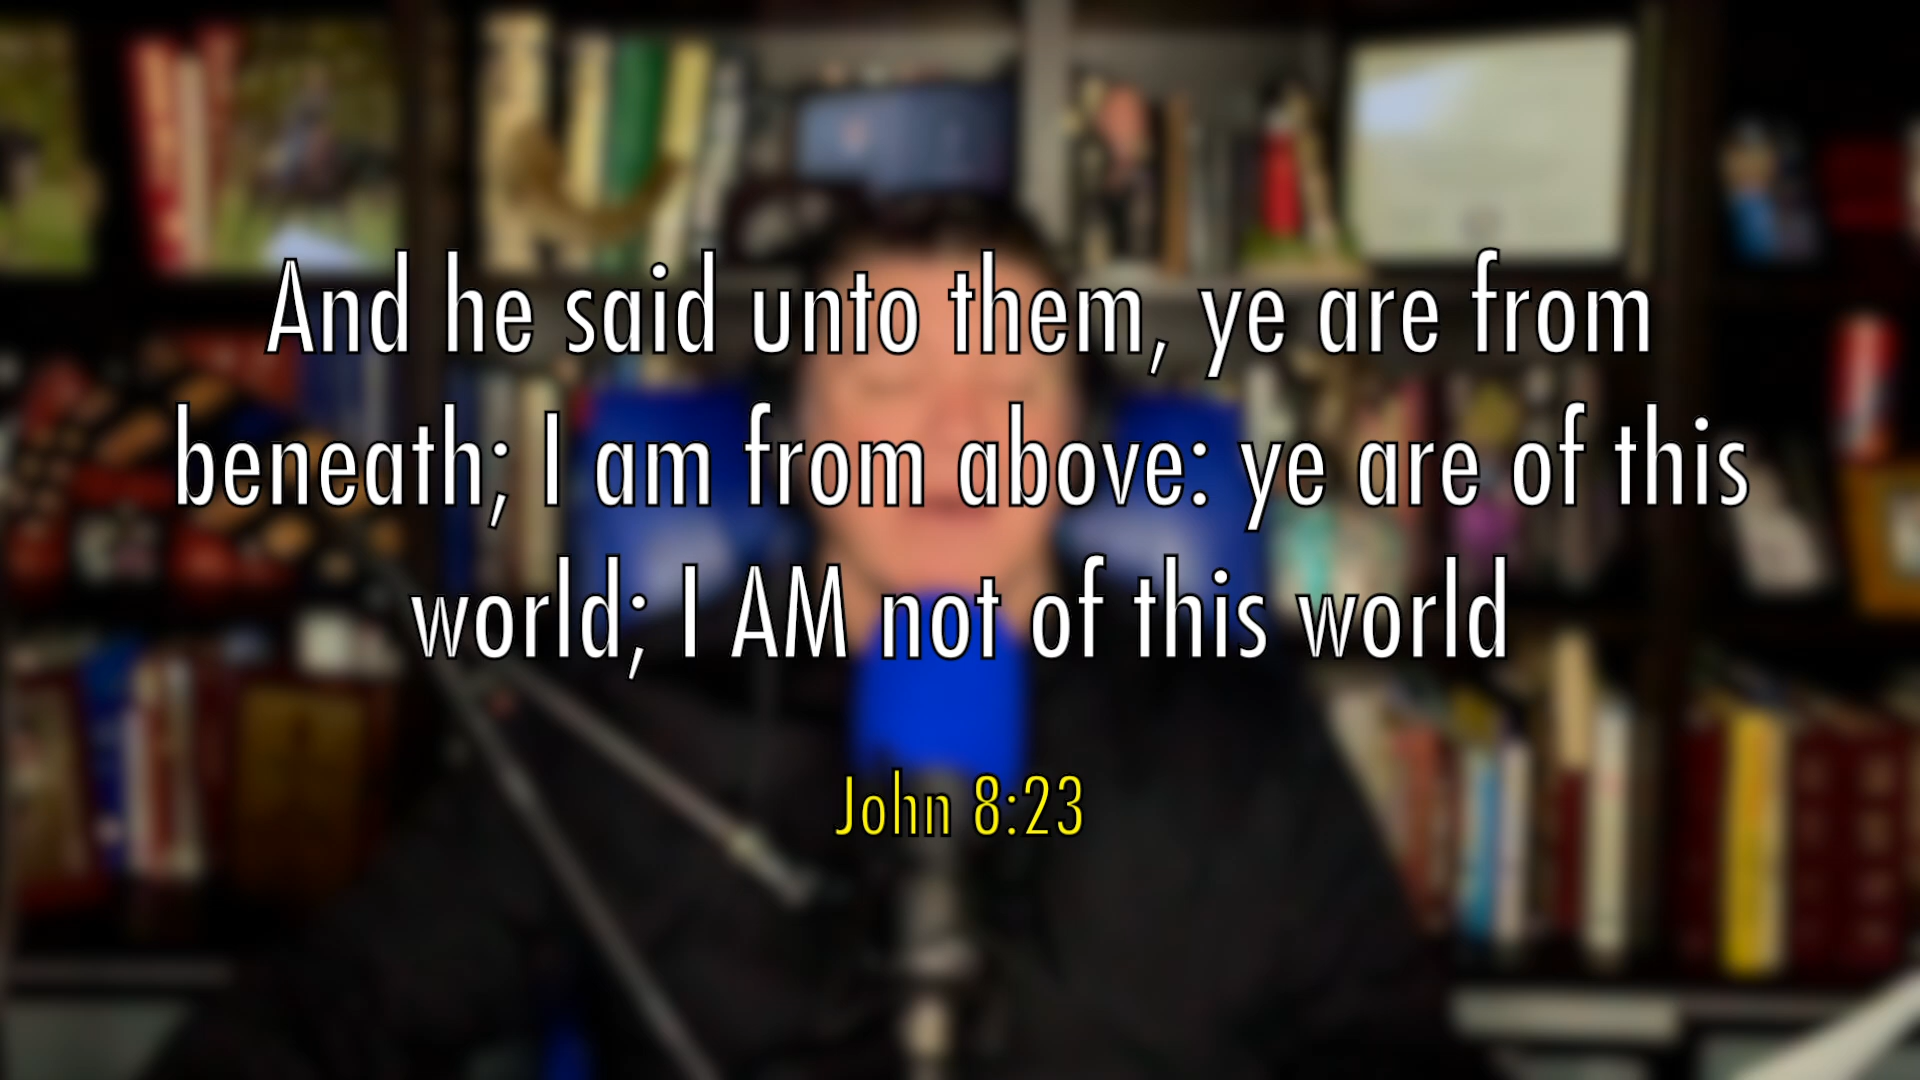 And he said unto them, ye are from
beneath; I am from above: ye are of this
world; I AM not of this world
John 8:23